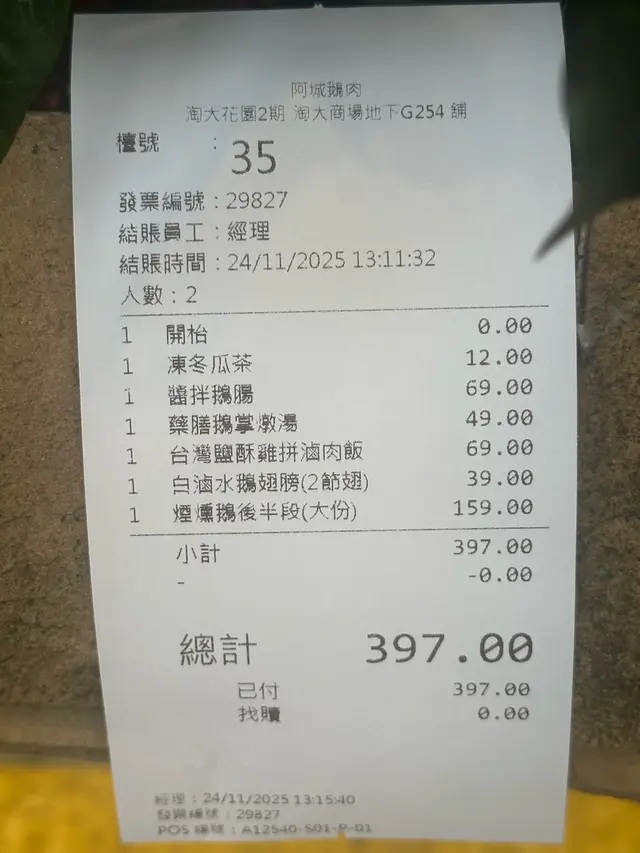 阿城鵝肉
淘大花園2期 淘大商場地下G254 舖
檯號 : 35
發票編號 : 29827
結賬員工 : 經理
結賬時間 : 24/11/2025 13:11:32
人數 : 2
1 開枱 0.00
1 凍冬瓜茶 12.00
1 醬拌鵝腸 69.00
1 藥膳鵝掌燉湯 49.00
1 台灣鹽酥雞拼滷肉飯 69.00
1 白滷水鵝翅膀(2節翅) 39.00
1 煙燻鵝後半段(大份) 159.00
小計 397.00
- -0.00
總計 397.00
已付 397.00
找贖 0.00
經理 : 24/11/2025 13:15:40
發票編號 : 29827
POS 編號 : A12540-S01-P-01